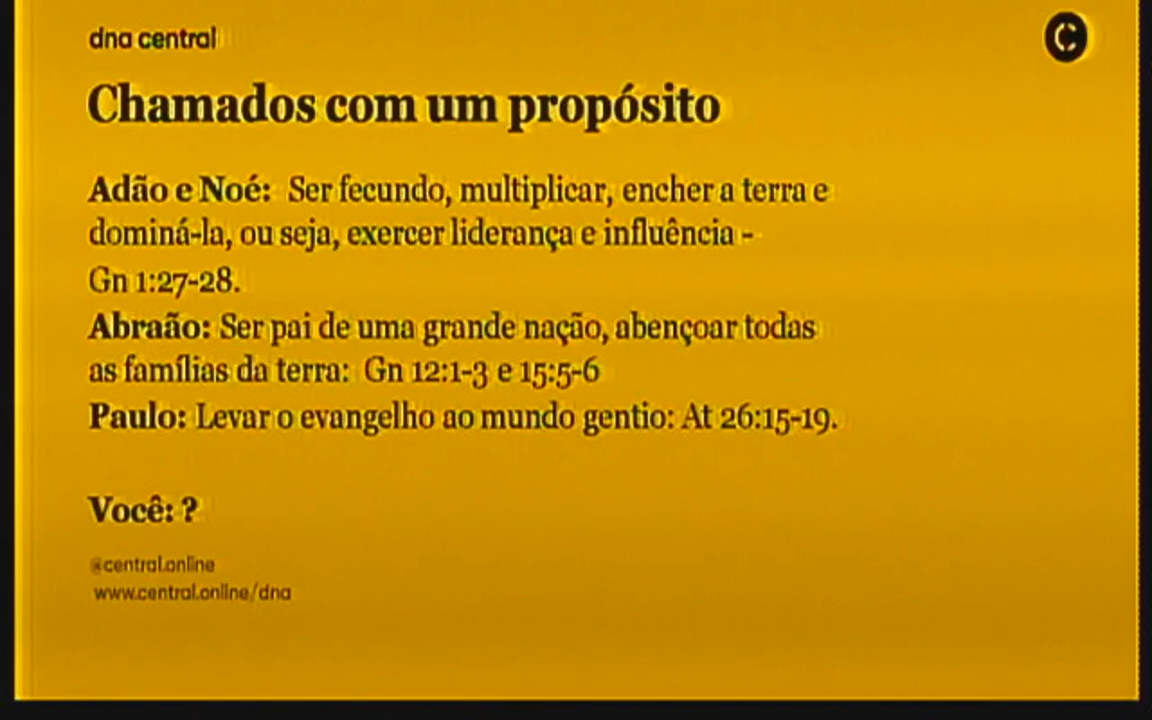 dna central
C
Chamados com um propósito
Adão e Noé: Ser fecundo, multiplicar, encher a terra e
dominá-la, ou seja, exercer liderança e influência -
Gn 1:27-28.
Abraão: Ser pai de uma grande nação, abençoar todas
as famílias da terra: Gn 12:1-3 e 15:5-6
Paulo: Levar o evangelho ao mundo gentio: At 26:15-19.
Você: ?
@central.online
www.central.online/dna